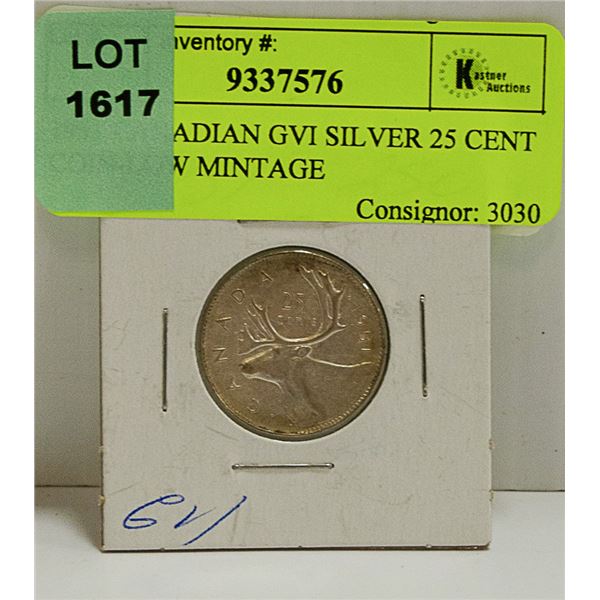 LOT
1617
Inventory #:
9337576
Kastner
Auctions
ADIAN GVI SILVER 25 CENT
W MINTAGE
Consignor: 3030
CANADA
25
CENTS
GVI